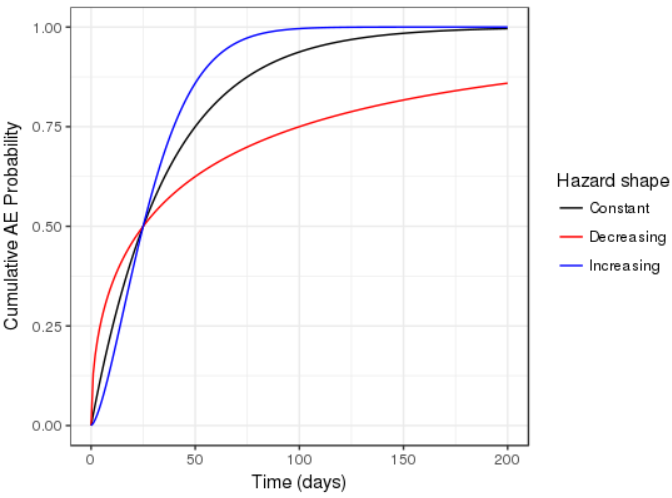 1.00
0.75
0.50
0.25
0.00
Cumulative AE Probability
0
50
100
150
200
Time (days)
Hazard shape
Constant
Decreasing
Increasing